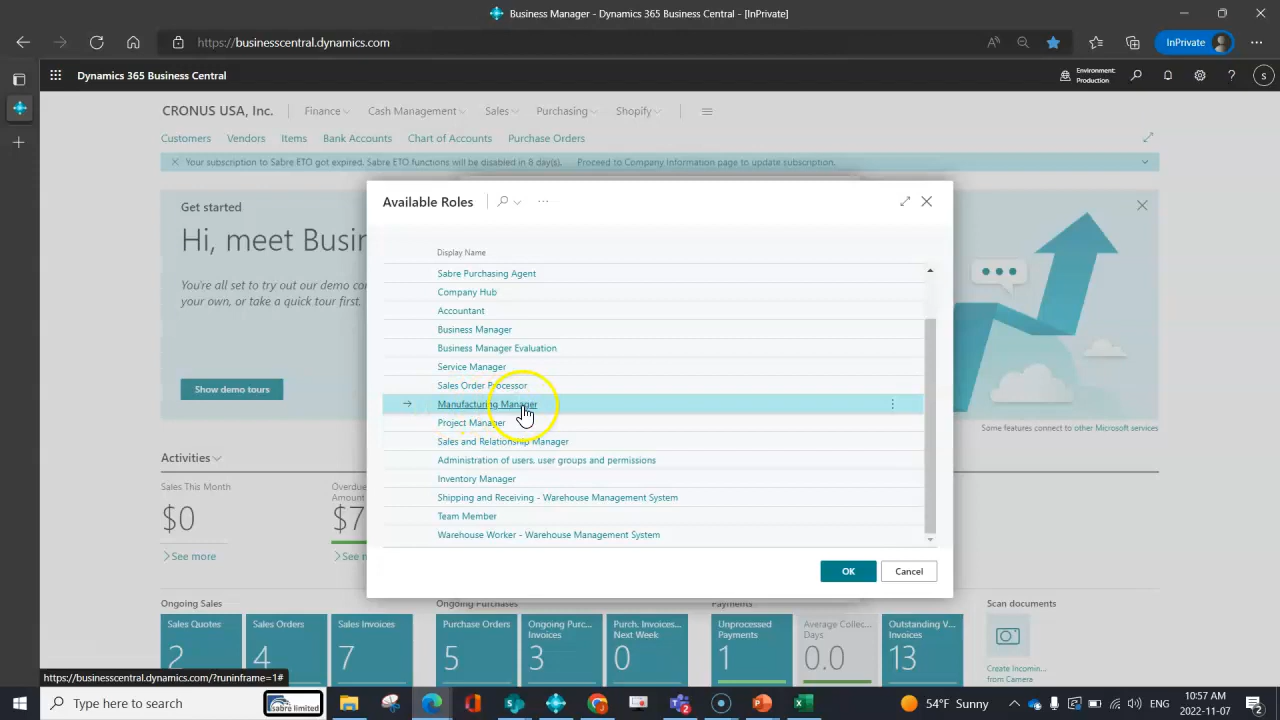 Business Manager - Dynamics 365 Business Central - [InPrivate]
https://businesscentral.dynamics.com
InPrivate
Dynamics 365 Business Central
Environment:
Production
S
CRONUS USA, Inc.
Finance
Cash Management
Sales
Purchasing
Shopify
Customers
Vendors
Items
Bank Accounts
Chart of Accounts
Purchase Orders
Your subscription to Sabre ETO got expired. Sabre ETO functions will be disabled in 8 day(s).
Proceed to Company Information page to update subscription.
Get started
Hi, meet Busin
You're all set to try out our demo con
your own, or take a quick tour first.
Show demo tours
Some features connect to other Microsoft services
Available Roles
Display Name
Sabre Purchasing Agent
Company Hub
Accountant
Business Manager
Business Manager Evaluation
Service Manager
Sales Order Processor
Manufacturing Manager
Project Manager
Sales and Relationship Manager
Administration of users, user groups and permissions
Inventory Manager
Shipping and Receiving - Warehouse Management System
Team Member
Warehouse Worker - Warehouse Management System
OK
Cancel
Activities
Sales This Month
$0
>See more
Overdue
Amount
$7
>See m
Ongoing Sales
Sales Quotes
2
Sales Orders
4
Sales Invoices
7
Ongoing Purchases
Purchase Orders
5
Ongoing Purc...
Invoices
3
Purch. Invoices...
Next Week
0
Payments
Unprocessed
Payments
1
Average Collec...
Days
0.0
Outstanding V...
Invoices
13
Scan documents
Create Incomin...
from Camera
https://businesscentral.dynamics.com/?runinframe=1#
Type here to search
sabre limited
54°F Sunny
ENG
10:57 AM
2022-11-07